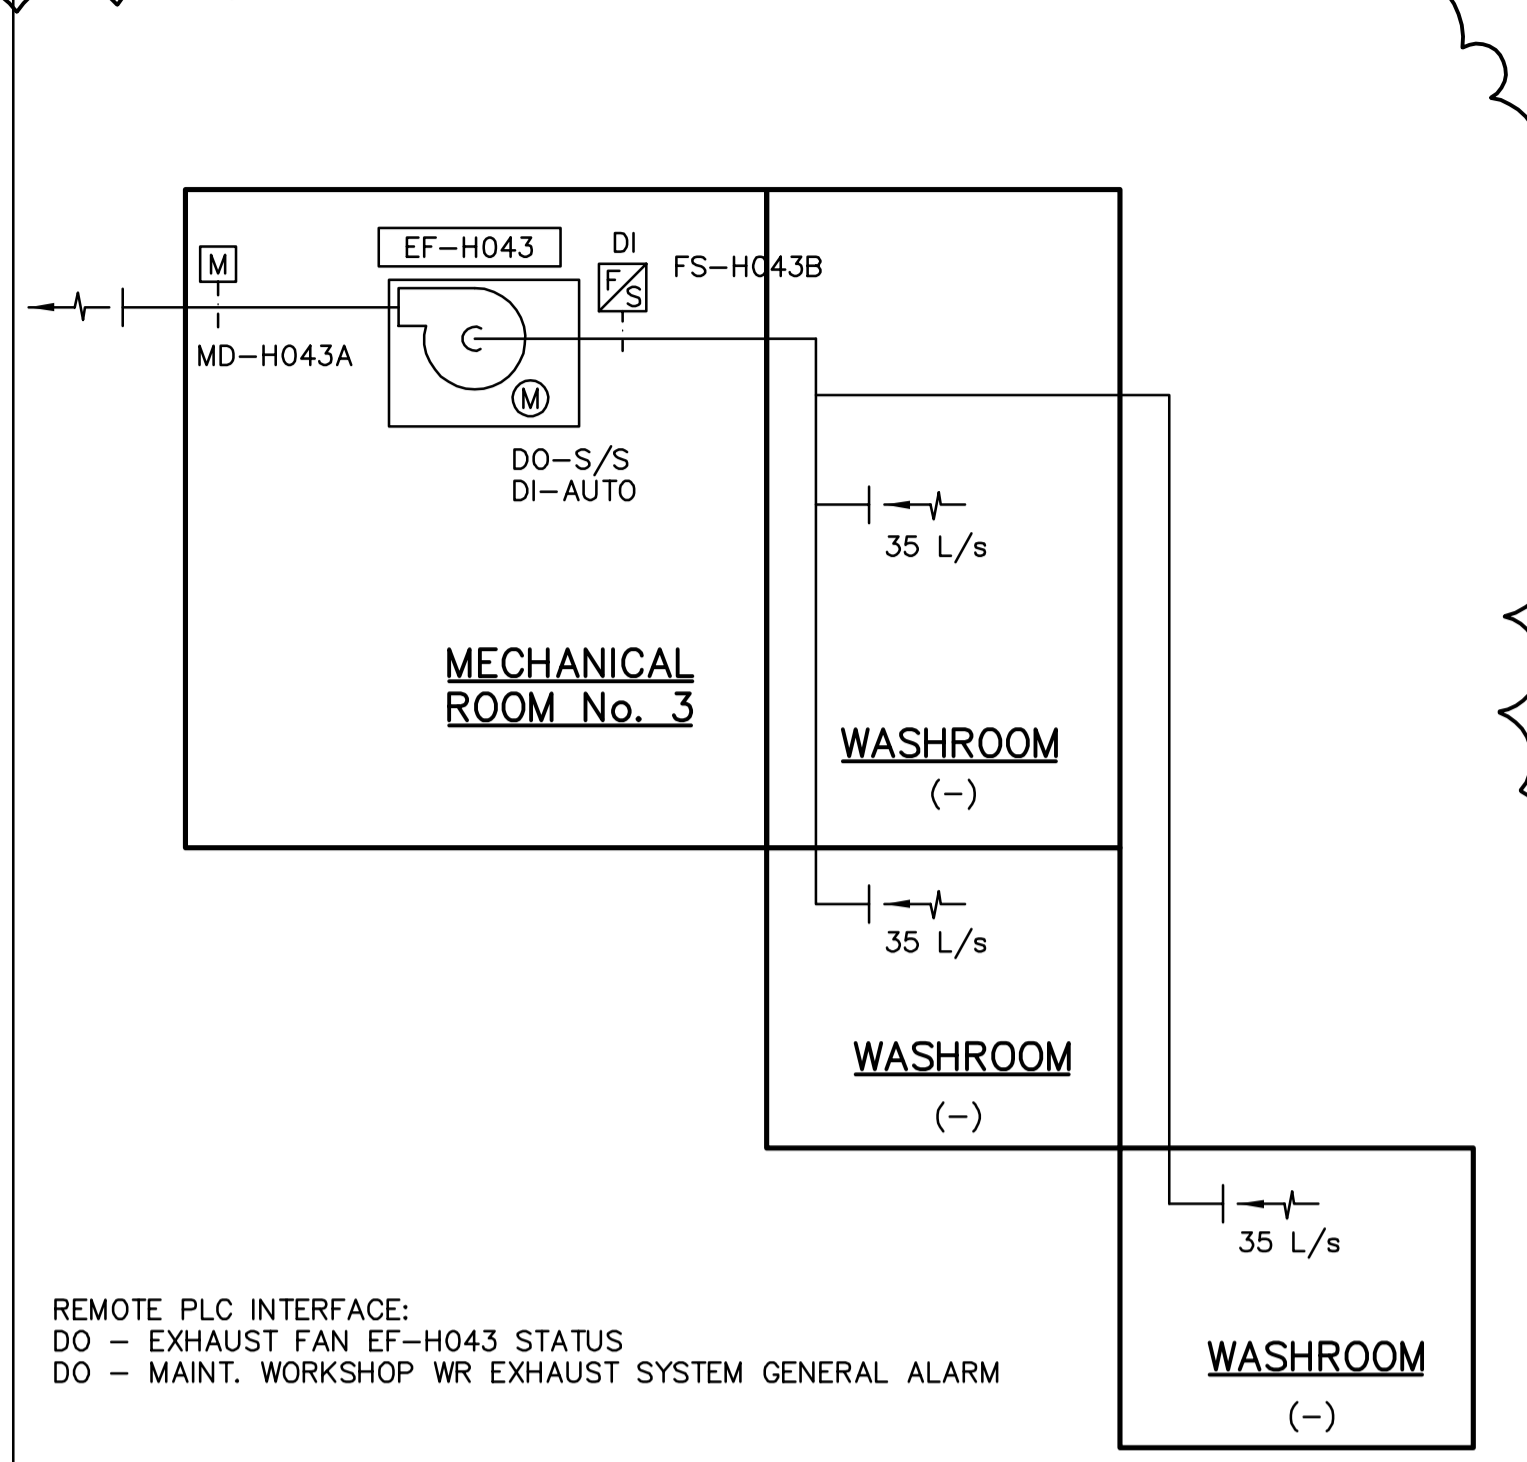 EF-H043
DI
M
F/S
FS-H043B
MD-H043A
M
DO-S/S
DI-AUTO
35 L/s
MECHANICAL
ROOM No. 3
WASHROOM
(-)
35 L/s
WASHROOM
(-)
35 L/s
WASHROOM
(-)
REMOTE PLC INTERFACE:
DO - EXHAUST FAN EF-H043 STATUS
DO - MAINT. WORKSHOP WR EXHAUST SYSTEM GENERAL ALARM